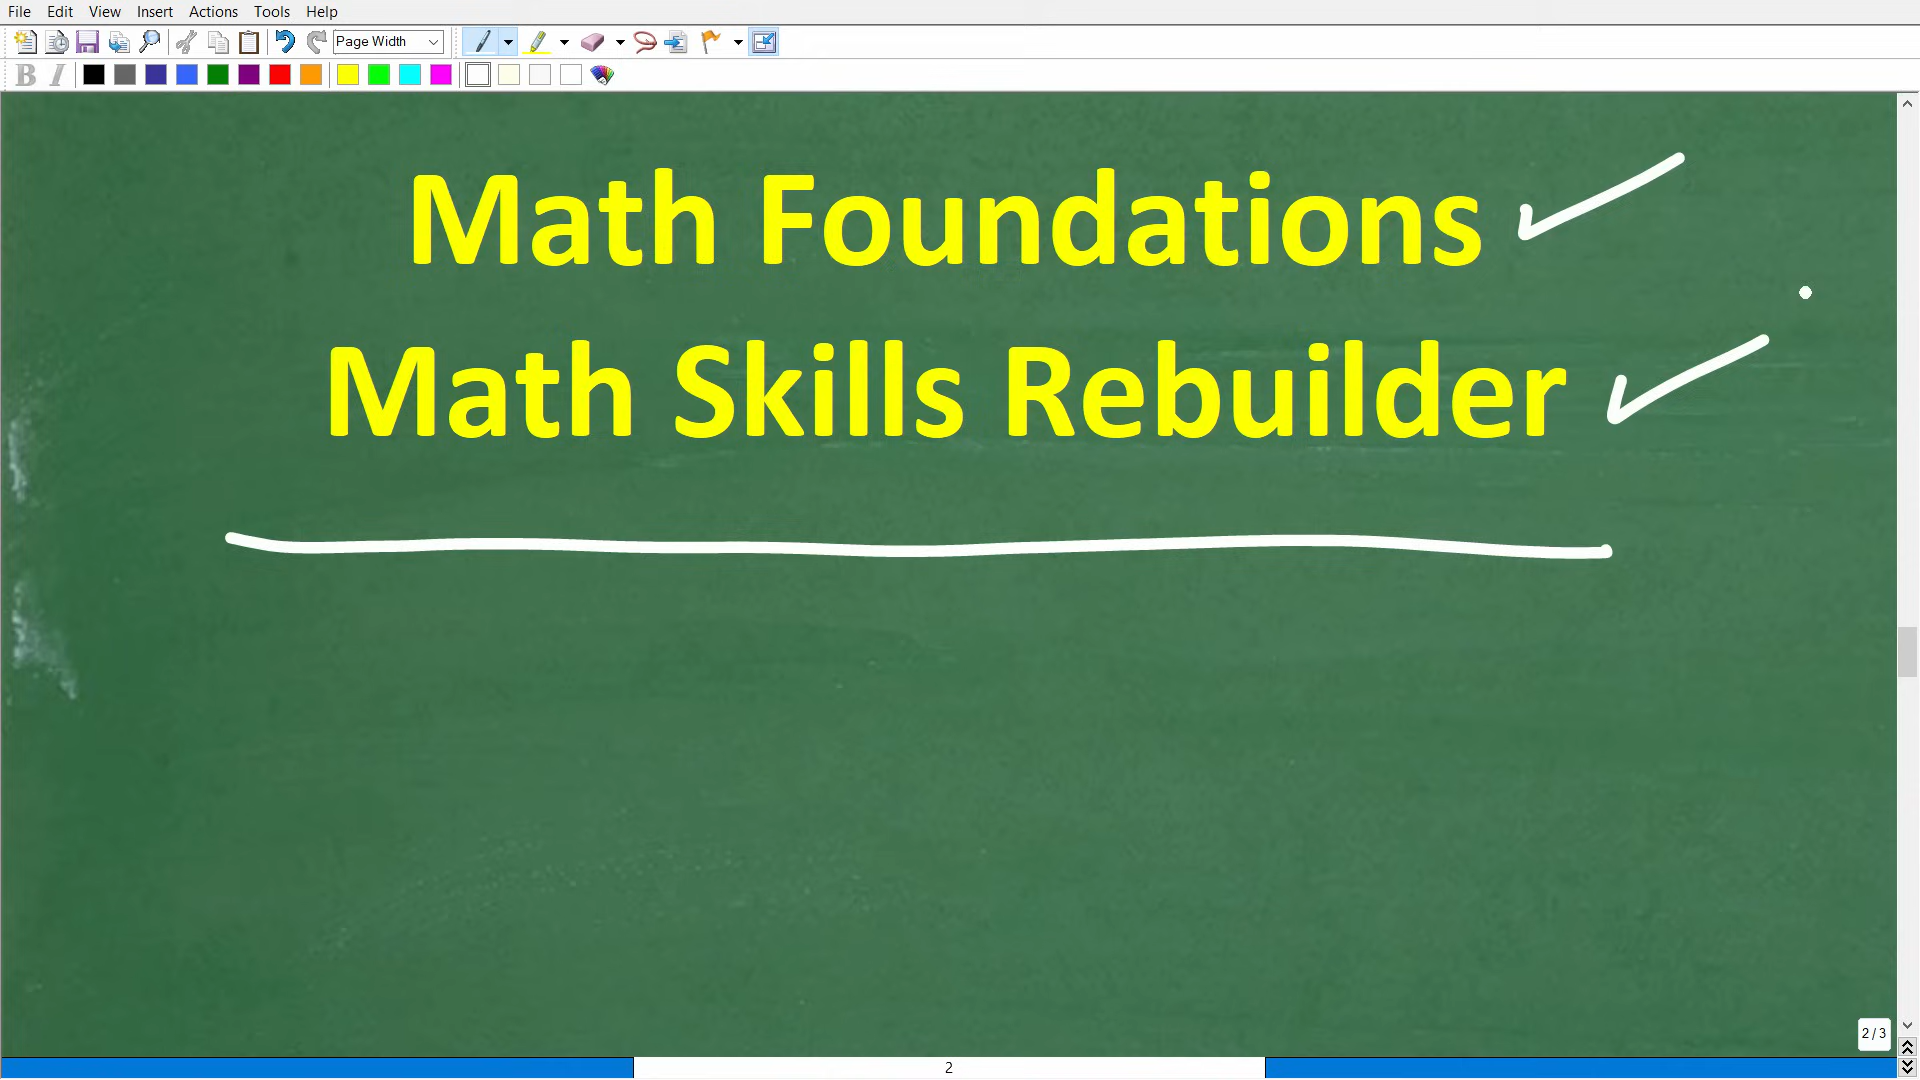 File Edit View Insert Actions Tools Help
Page Width
B I
Math Foundations
Math Skills Rebuilder
2 / 3
2